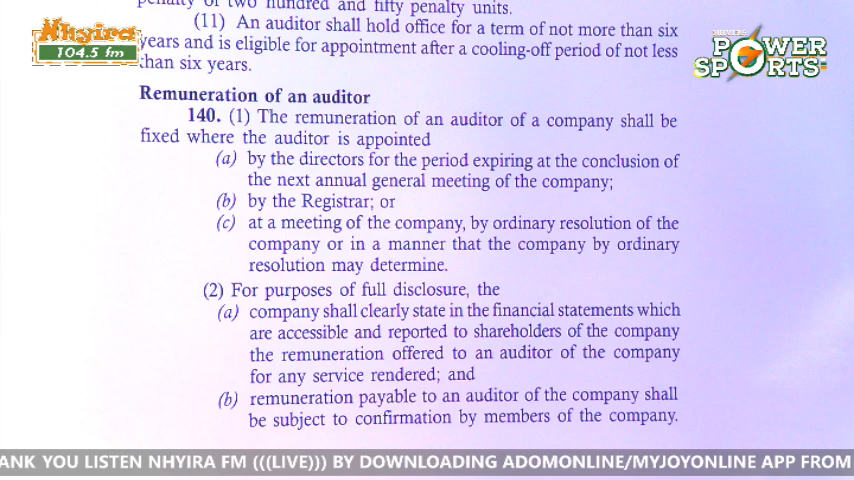 penalty of two hundred and fifty penalty units.
(11) An auditor shall hold office for a term of not more than six
years and is eligible for appointment after a cooling-off period of not less
than six years.
Remuneration of an auditor
140. (1) The remuneration of an auditor of a company shall be
fixed where the auditor is appointed
(a) by the directors for the period expiring at the conclusion of
the next annual general meeting of the company;
(b) by the Registrar; or
(c) at a meeting of the company, by ordinary resolution of the
company or in a manner that the company by ordinary
resolution may determine.
(2) For purposes of full disclosure, the
(a) company shall clearly state in the financial statements which
are accessible and reported to shareholders of the company
the remuneration offered to an auditor of the company
for any service rendered; and
(b) remuneration payable to an auditor of the company shall
be subject to confirmation by members of the company.
Nhyira
104.5 fm
POWER
SPORTS
ANK YOU LISTEN NHYIRA FM (((LIVE))) BY DOWNLOADING ADOMONLINE/MYJOYONLINE APP FROM